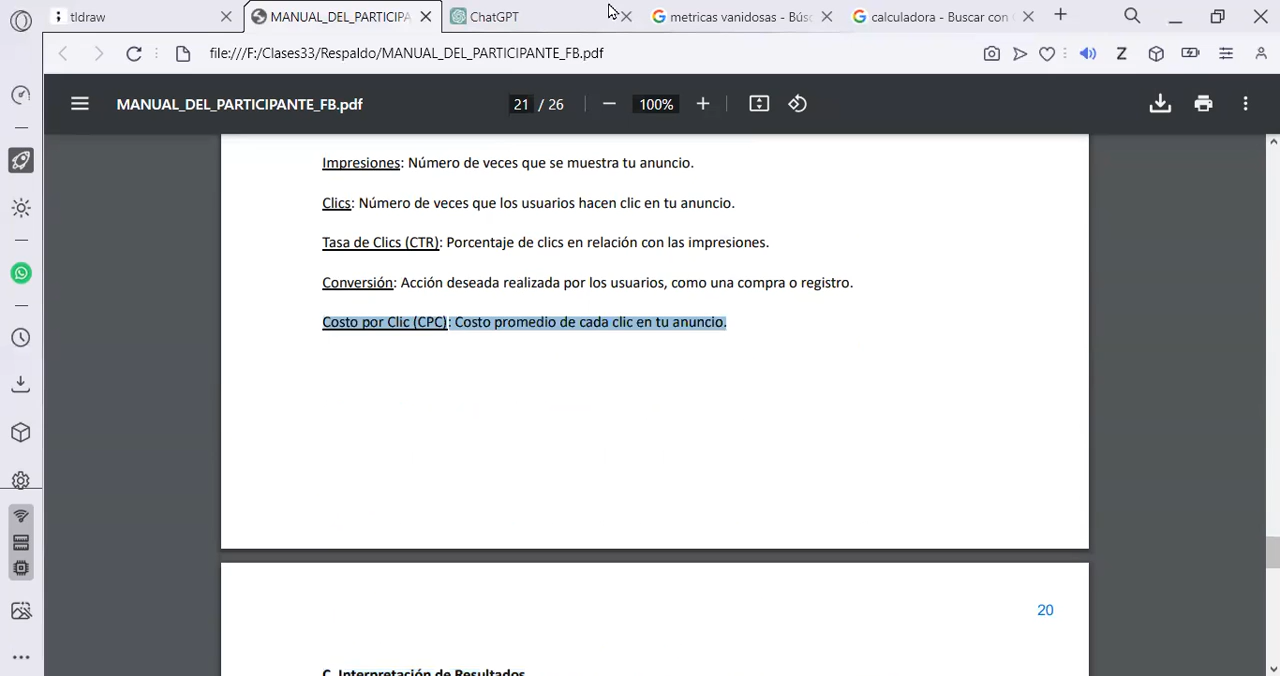 tldraw
MANUAL_DEL_PARTICIPA
ChatGPT
metricas vanidosas - Bús
calculadora - Buscar con
file:///F:/Clases33/Respaldo/MANUAL_DEL_PARTICIPANTE_FB.pdf
Z
MANUAL_DEL_PARTICIPANTE_FB.pdf
21 / 26
100%
Impresiones: Número de veces que se muestra tu anuncio.
Clics: Número de veces que los usuarios hacen clic en tu anuncio.
Tasa de Clics (CTR): Porcentaje de clics en relación con las impresiones.
Conversión: Acción deseada realizada por los usuarios, como una compra o registro.
Costo por Clic (CPC): Costo promedio de cada clic en tu anuncio.
20
C. Interpretación de Resultados